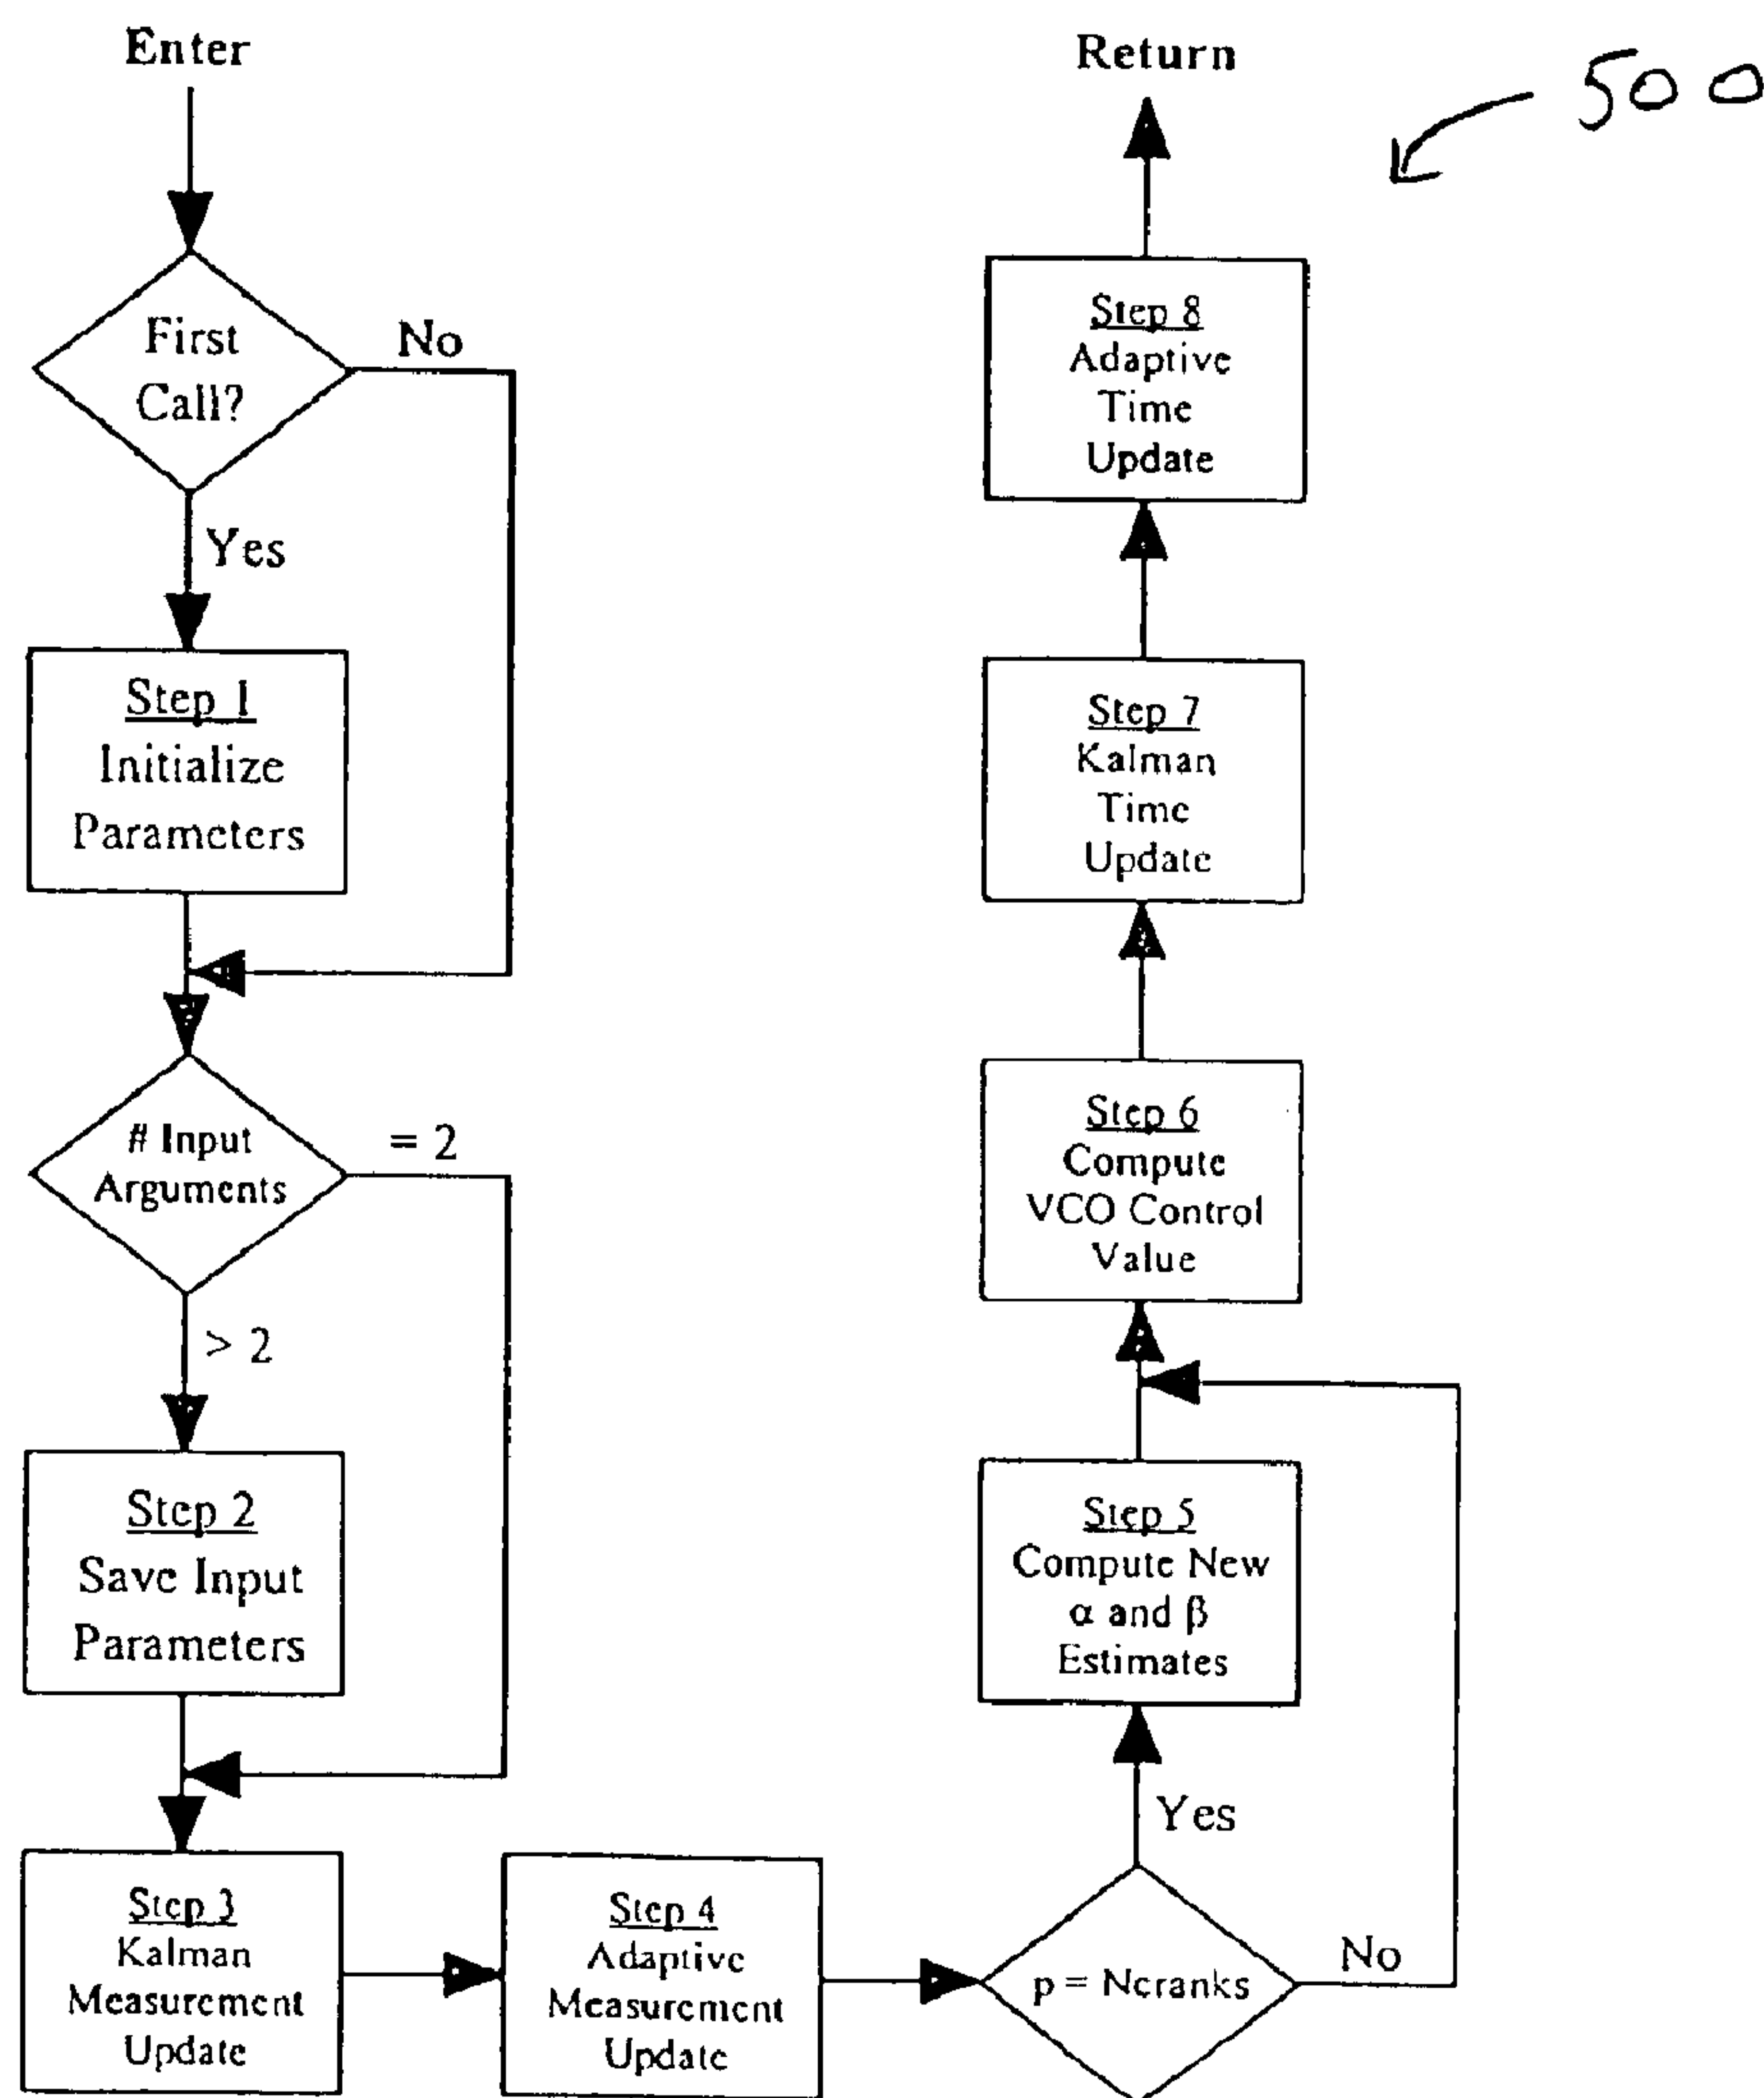 Enter
First
Call?
No
Yes
Step 1
Initialize
Parameters
# Input
Arguments
= 2
> 2
Step 2
Save Input
Parameters
Step 3
Kalman
Measurement
Update
Step 4
Adaptive
Measurement
Update
p = Ncranks
No
Yes
Step 5
Compute New
α and β
Estimates
Step 6
Compute
VCO Control
Value
Step 7
Kalman
Time
Update
Step 8
Adaptive
Time
Update
Return
500